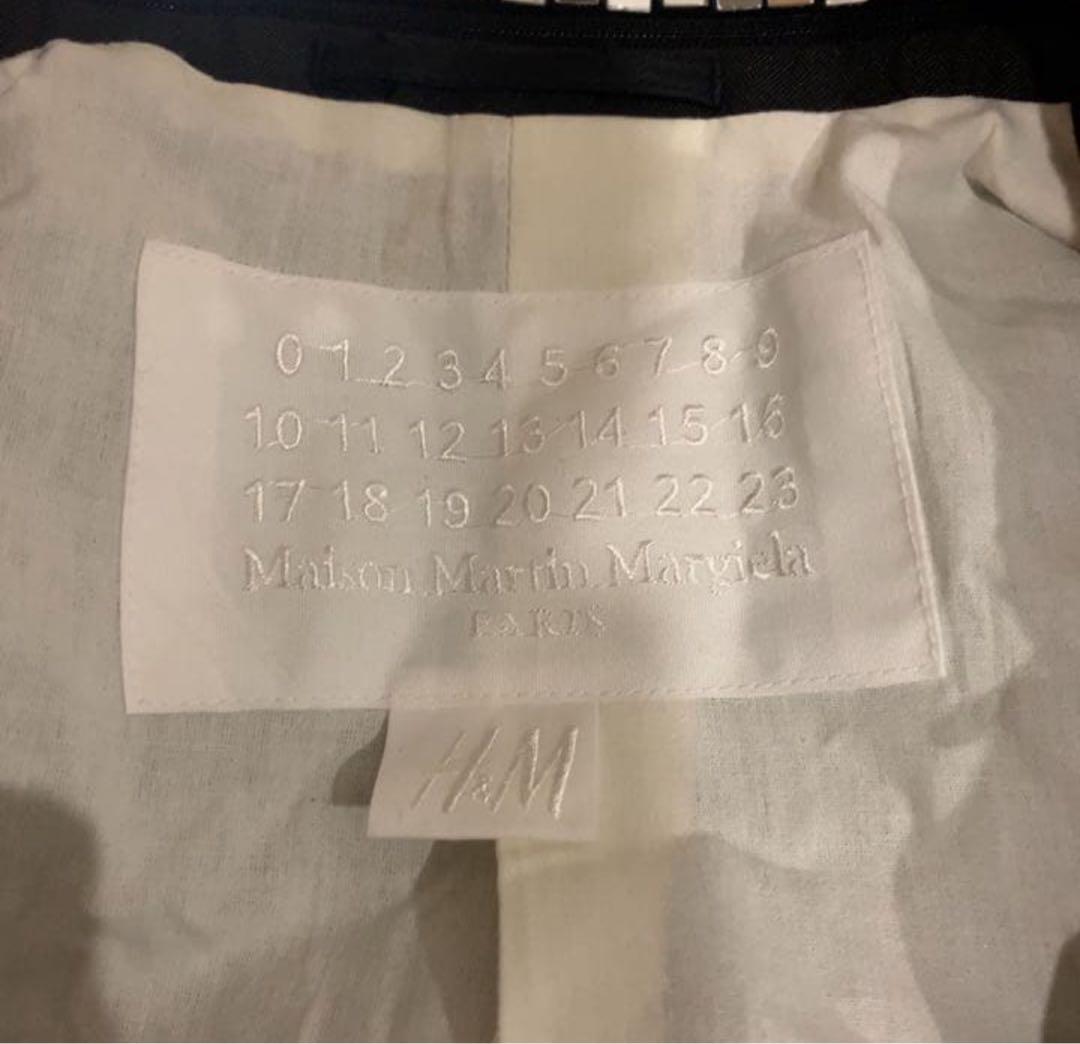 0 1 2 3 4 5 6 7 8 9
10 11 12 13 14 15 16
17 18 19 20 21 22 23
Maison Martin Margiela
PARIS
H&M